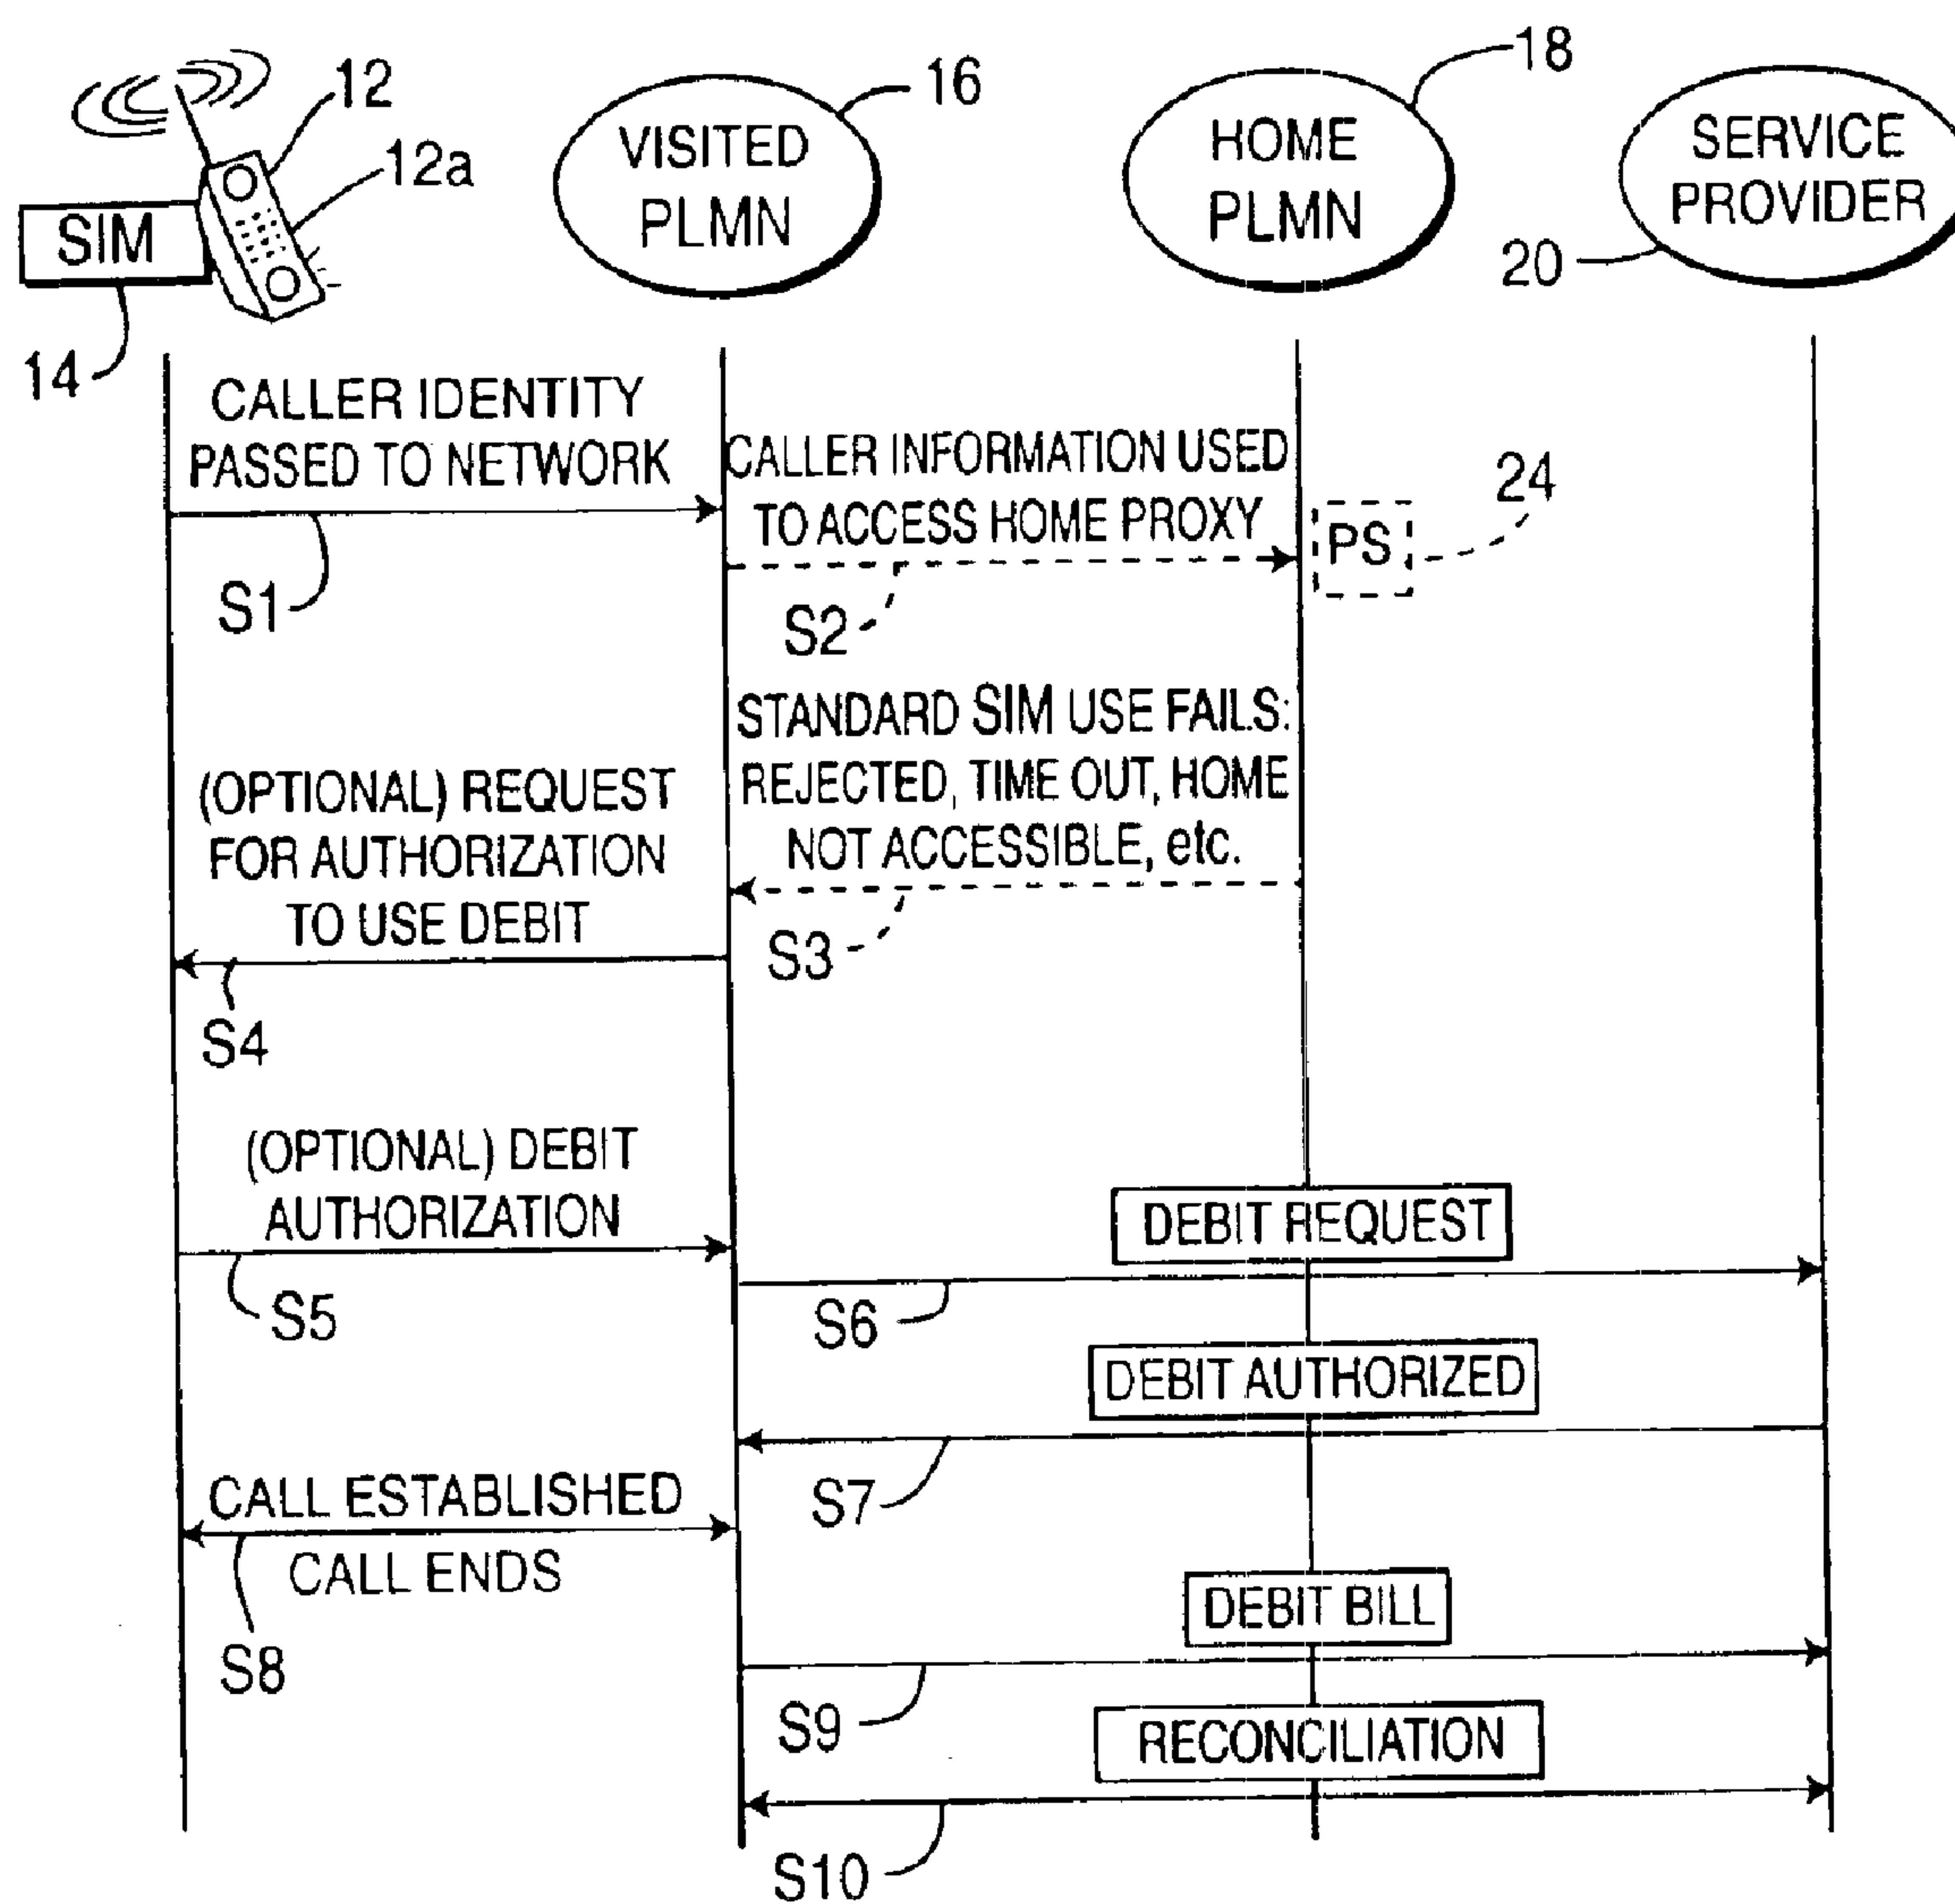 12
12a
SIM
14
VISITED
PLMN
16
HOME
PLMN
18
SERVICE
PROVIDER
20
CALLER IDENTITY
PASSED TO NETWORK
S1
CALLER INFORMATION USED
TO ACCESS HOME PROXY
S2
PS
24
STANDARD SIM USE FAILS:
REJECTED, TIME OUT, HOME
NOT ACCESSIBLE, etc.
S3
(OPTIONAL) REQUEST
FOR AUTHORIZATION
TO USE DEBIT
S4
(OPTIONAL) DEBIT
AUTHORIZATION
S5
DEBIT REQUEST
S6
DEBIT AUTHORIZED
S7
CALL ESTABLISHED
CALL ENDS
S8
DEBIT BILL
S9
RECONCILIATION
S10